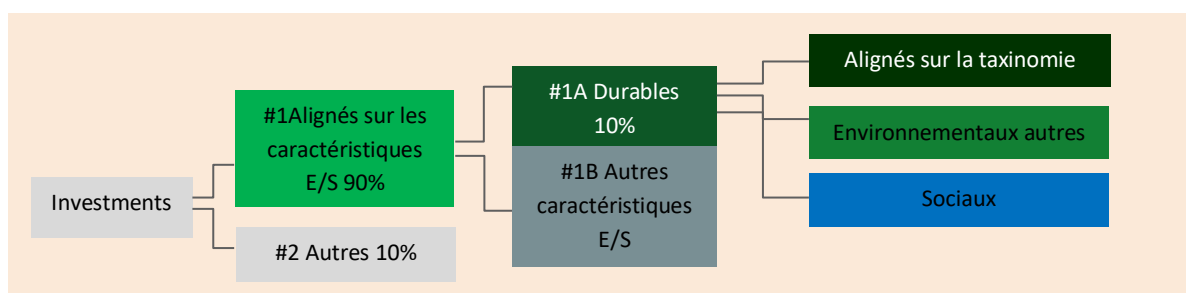 Investments
#1Alignés sur les
caractéristiques
E/S 90%
#2 Autres 10%
#1A Durables
10%
#1B Autres
caractéristiques
E/S
Alignés sur la taxinomie
Environnementaux autres
Sociaux